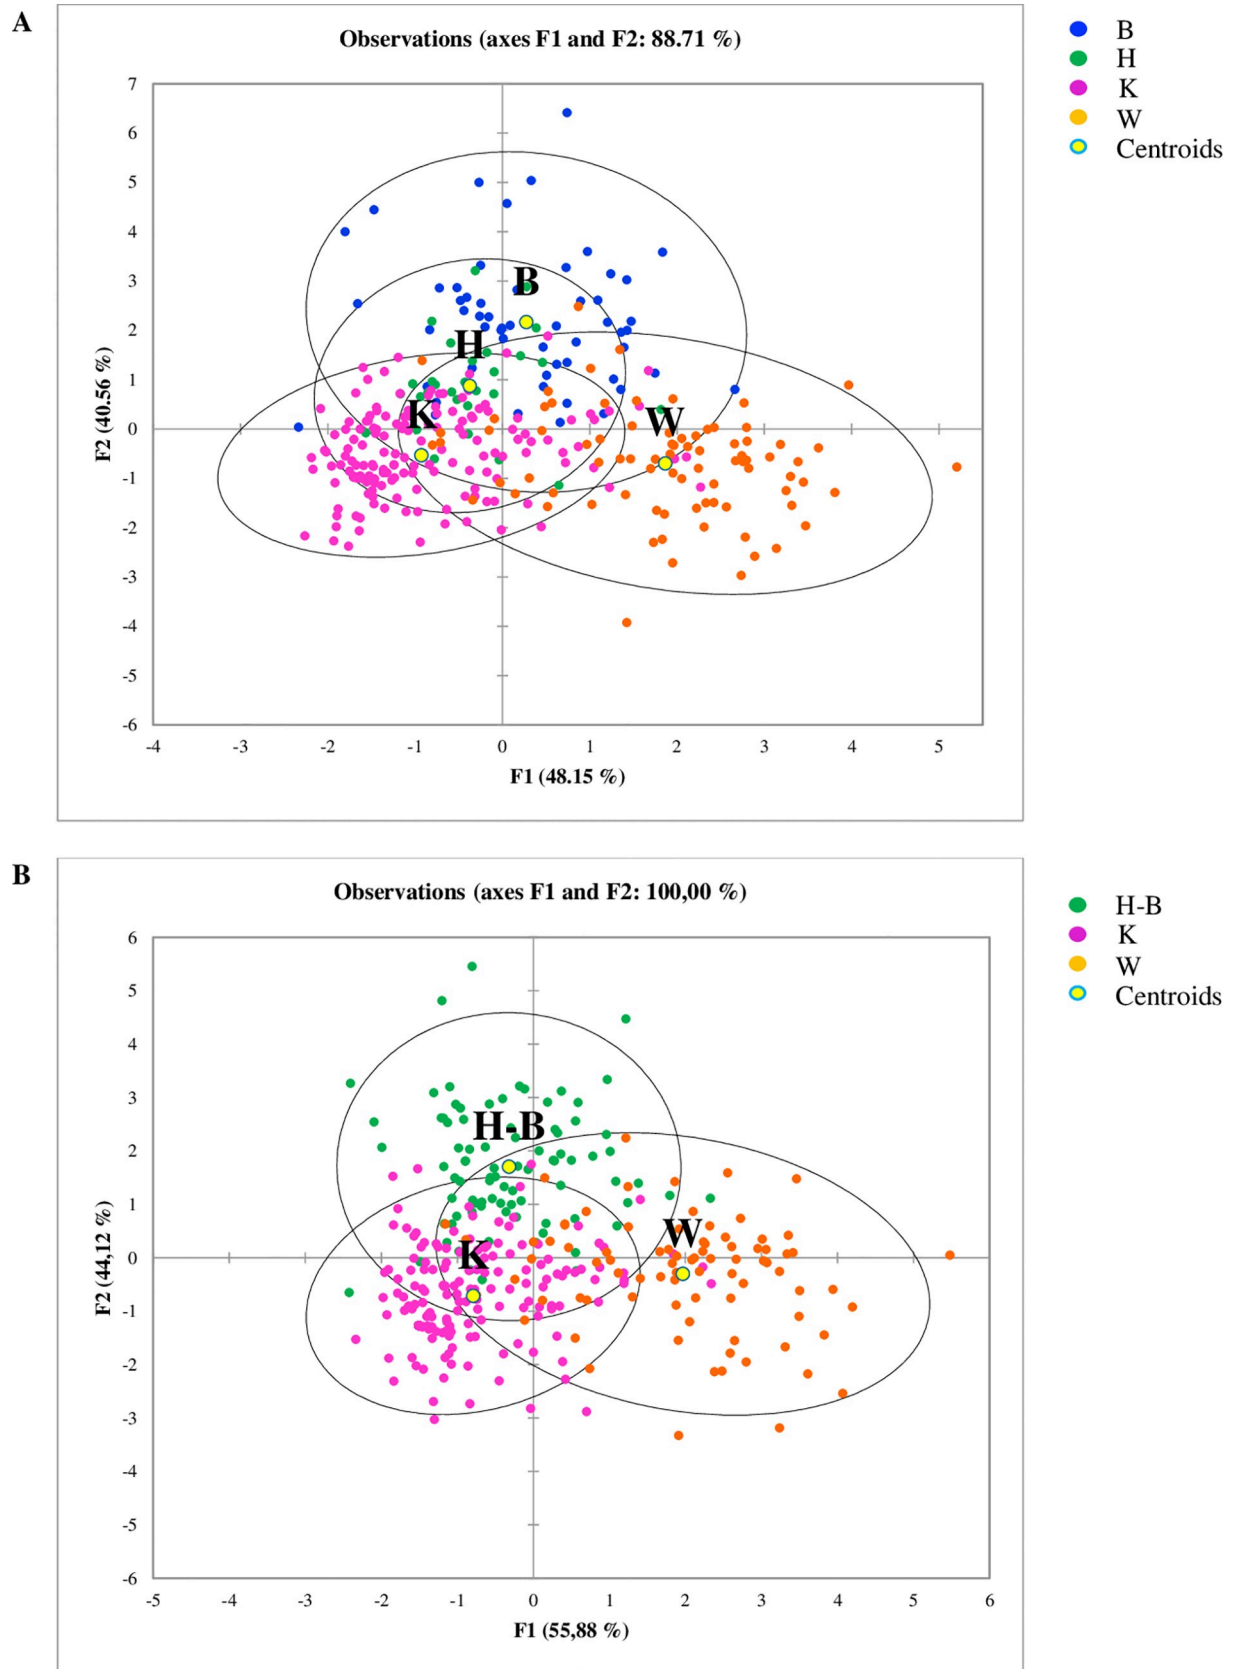 A
Observations (axes F1 and F2: 88.71 %)
B
H
K
W
Centroids
7
6
5
4
3
2
1
0
-1
-2
-3
-4
-5
-6
F2 (40.56 %)
B
H
K
W
-4 -3 -2 -1 0 1 2 3 4 5
F1 (48.15 %)
B
Observations (axes F1 and F2: 100,00 %)
H-B
K
W
Centroids
6
5
4
3
2
1
0
-1
-2
-3
-4
-5
-6
F2 (44,12 %)
H-B
W
K
-5 -4 -3 -2 -1 0 1 2 3 4 5 6
F1 (55,88 %)